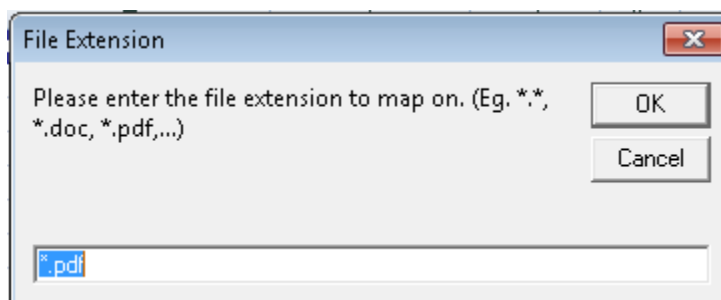 File Extension
Please enter the file extension to map on. (Eg. *.*,
*.doc, *.pdf,...)
OK
Cancel
*.pdf